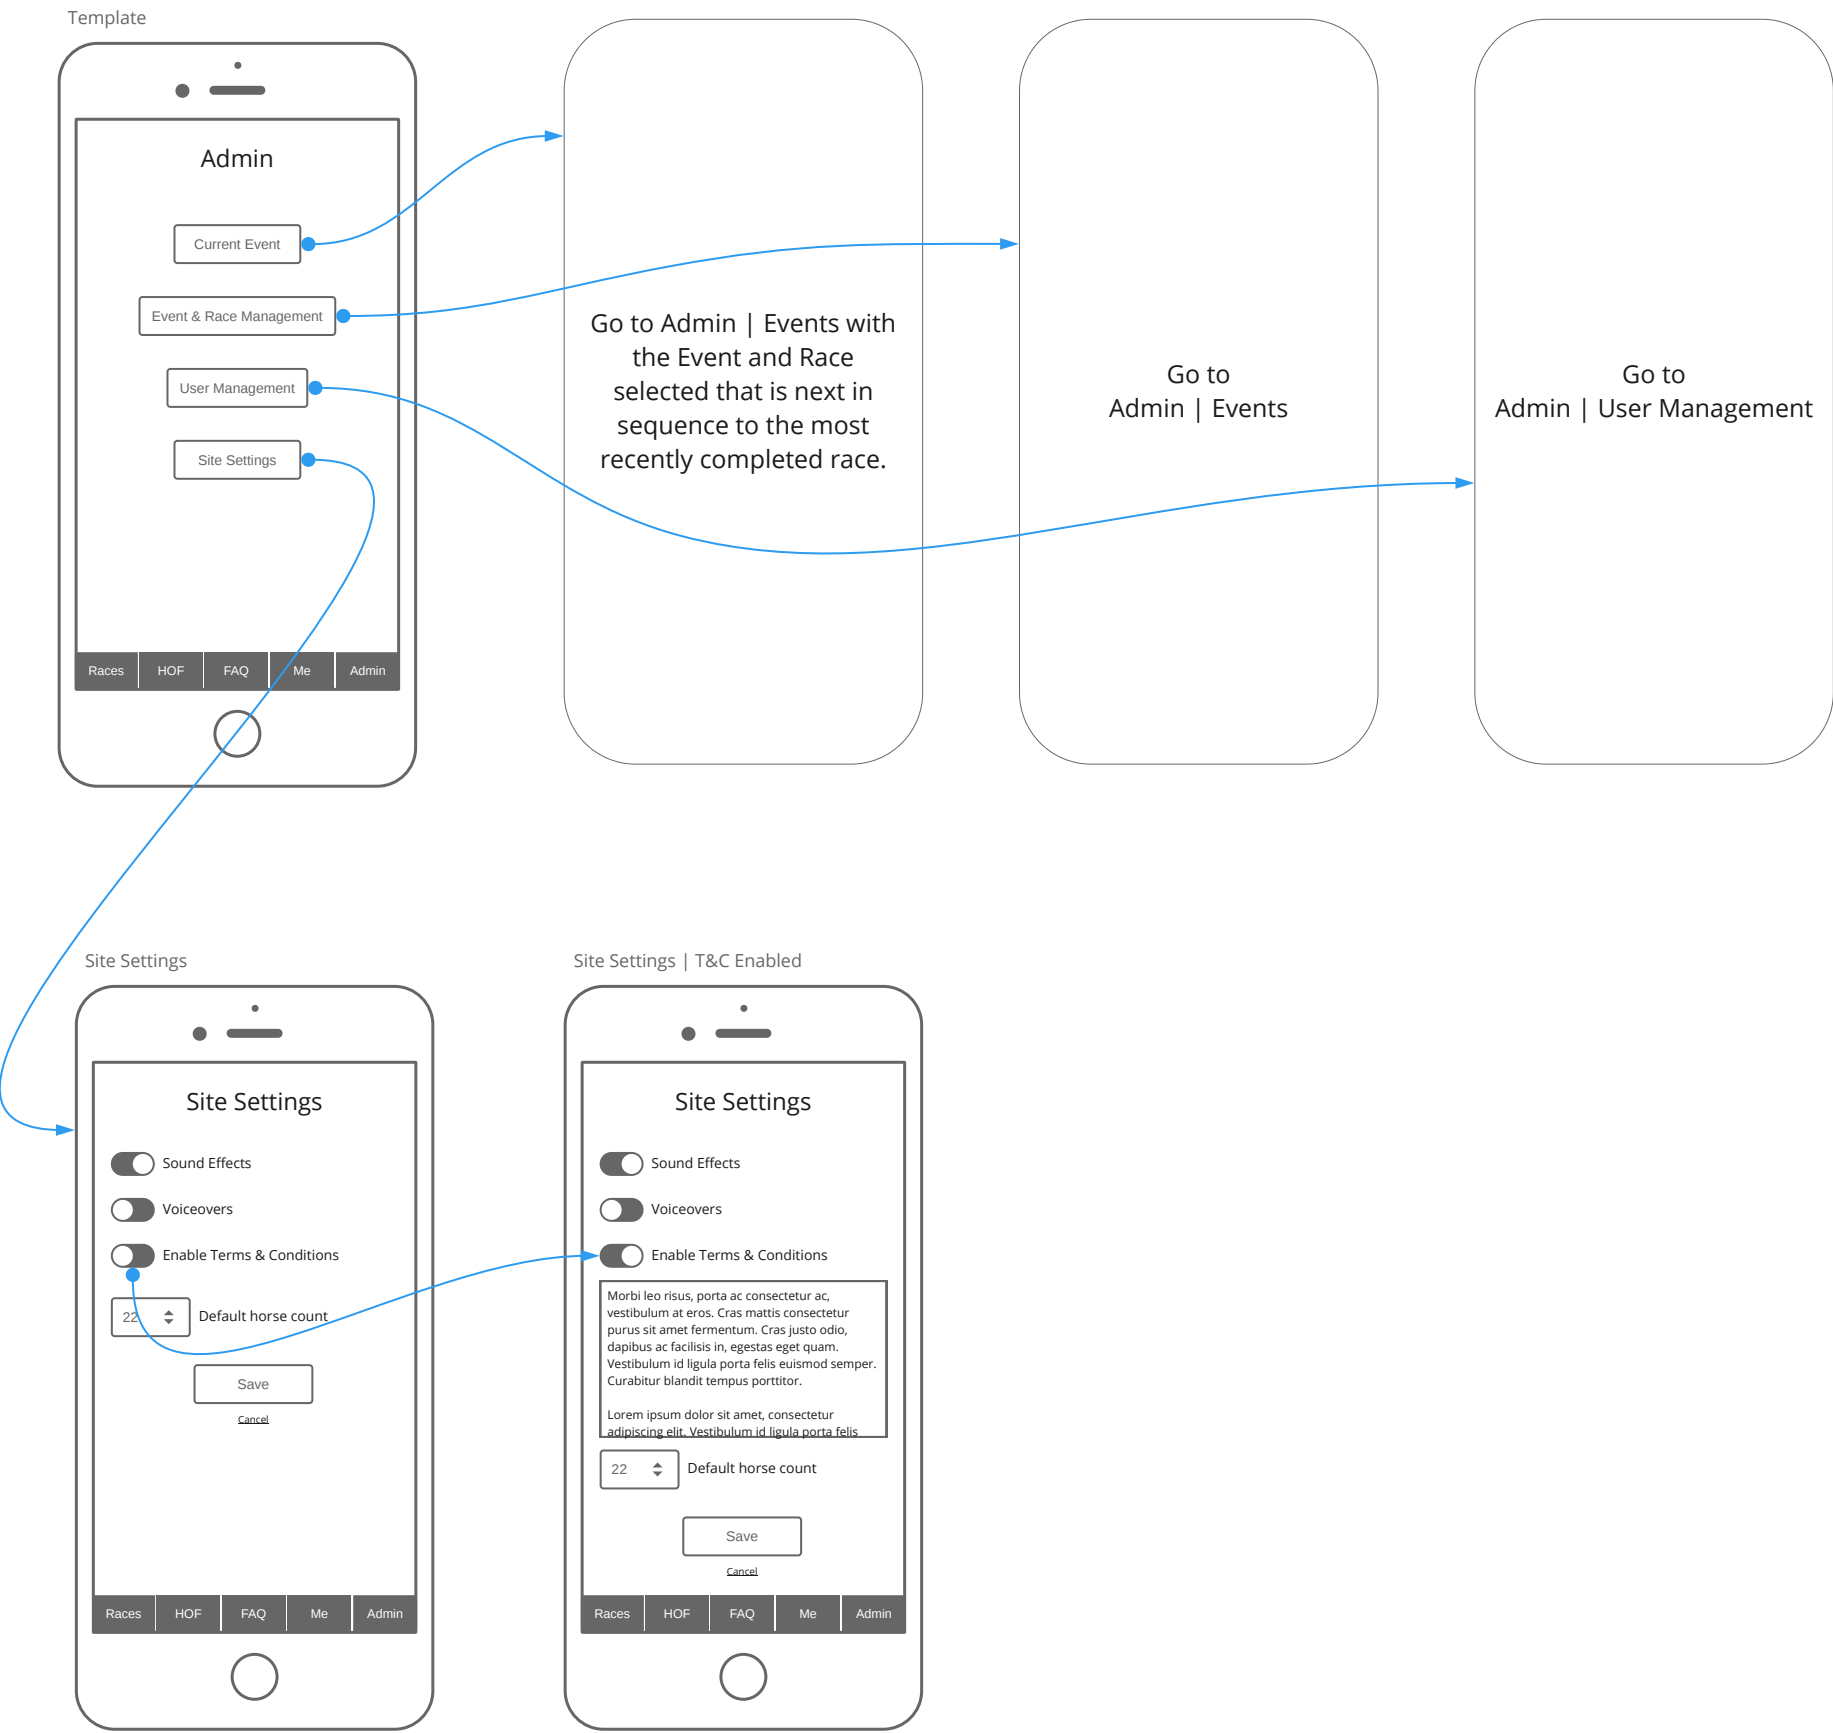 Template
Admin
Current Event
Event & Race Management
User Management
Site Settings
Races HOF FAQ Me Admin
Go to Admin | Events with
the Event and Race
selected that is next in
sequence to the most
recently completed race.
Go to
Admin | Events
Go to
Admin | User Management
Site Settings
Site Settings
Sound Effects
Voiceovers
Enable Terms & Conditions
22 Default horse count
Save
Cancel
Races HOF FAQ Me Admin
Site Settings | T&C Enabled
Site Settings
Sound Effects
Voiceovers
Enable Terms & Conditions
Morbi leo risus, porta ac consectetur ac,
vestibulum at eros. Cras mattis consectetur
purus sit amet fermentum. Cras justo odio,
dapibus ac facilisis in, egestas eget quam.
Vestibulum id ligula porta felis euismod semper.
Curabitur blandit tempus porttitor.
Lorem ipsum dolor sit amet, consectetur
adipiscing elit. Vestibulum id ligula porta felis
22 Default horse count
Save
Cancel
Races HOF FAQ Me Admin